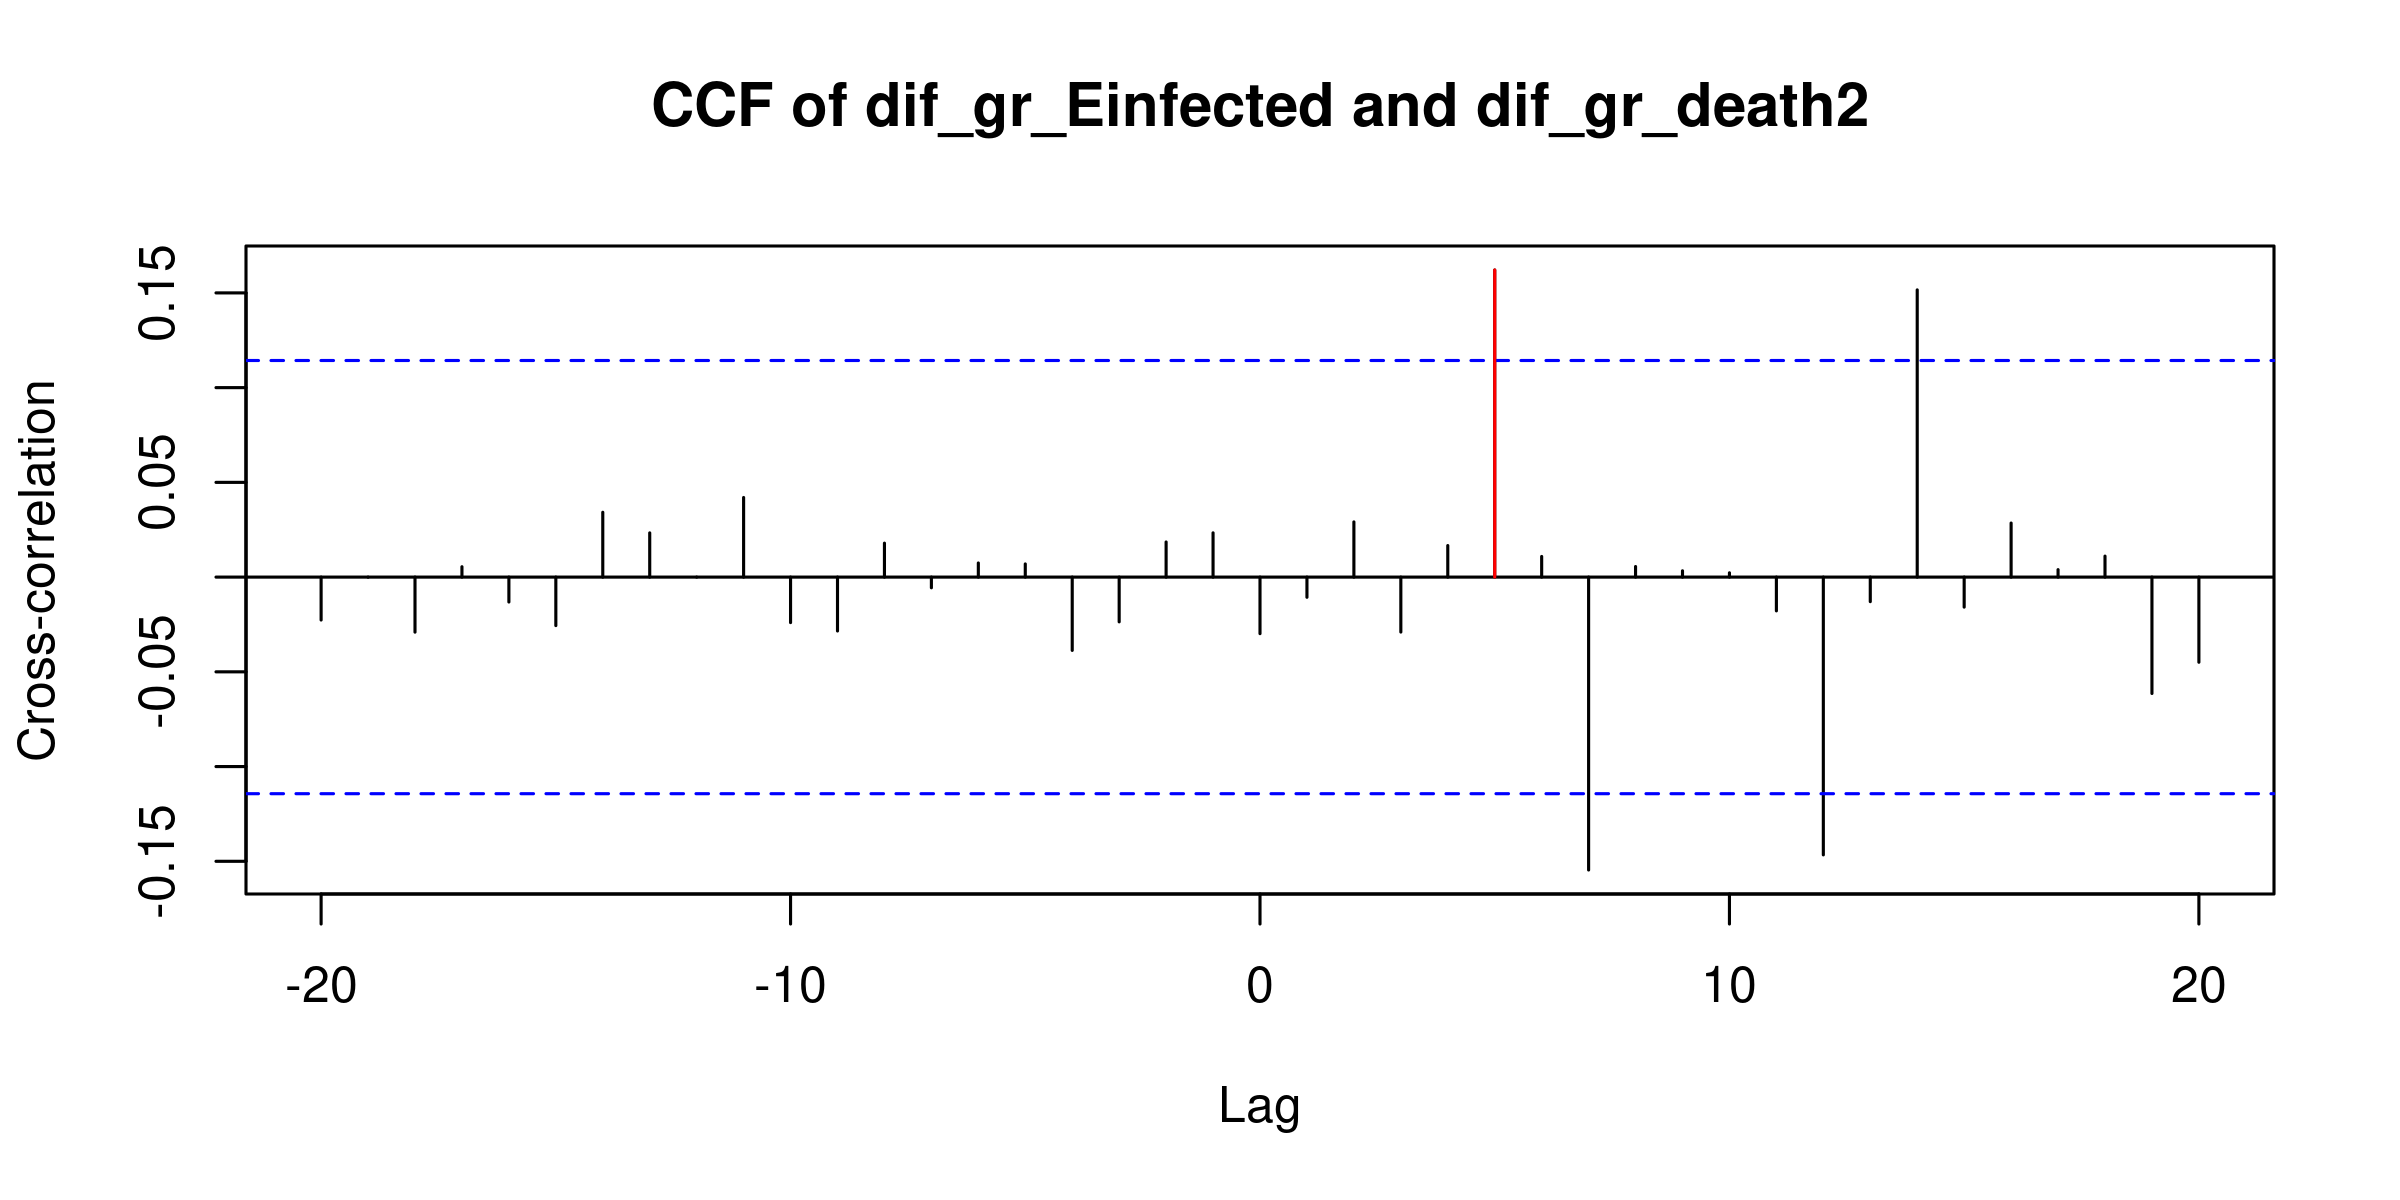 CCF of dif_gr_Einfected and dif_gr_death2
Cross-correlation
0.15
0.05
-0.05
-0.15
-20 -10 0 10 20
Lag